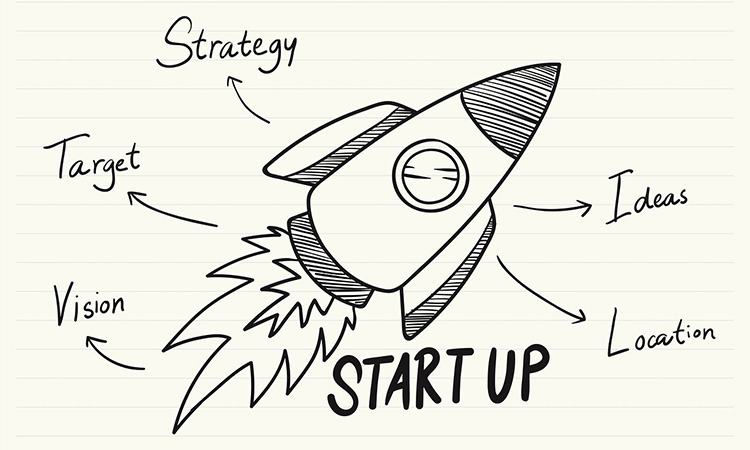 Strategy
Target
Ideas
Vision
Location
START UP